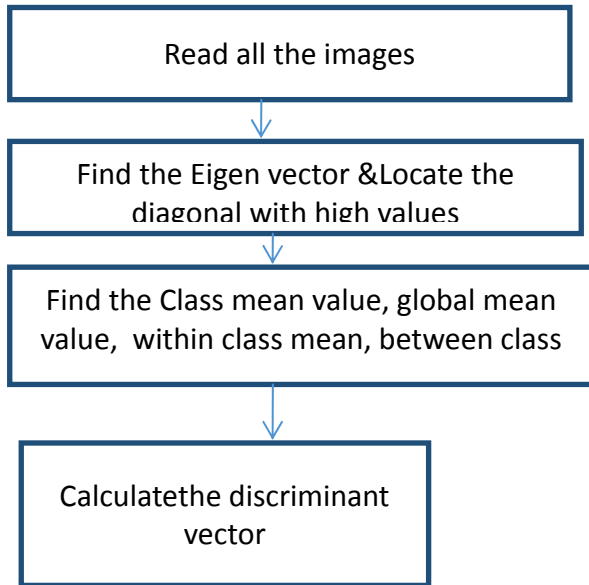 Read all the images
Find the Eigen vector &Locate the
diagonal with high values
Find the Class mean value, global mean
value, within class mean, between class
Calculatethe discriminant
vector